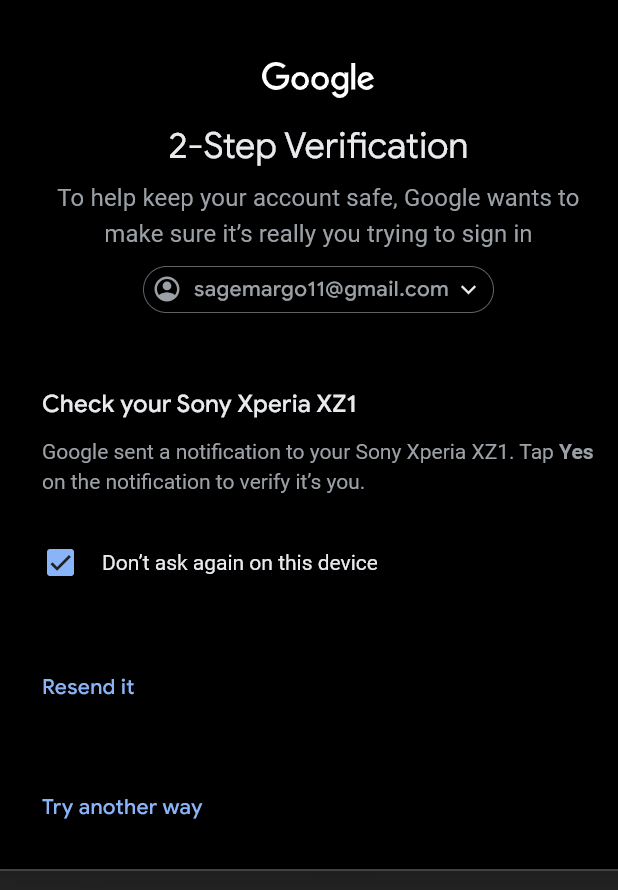 Google
2-Step Verification
To help keep your account safe, Google wants to
make sure it’s really you trying to sign in
sagemargo11@gmail.com
Check your Sony Xperia XZ1
Google sent a notification to your Sony Xperia XZ1. Tap Yes
on the notification to verify it’s you.
Don’t ask again on this device
Resend it
Try another way